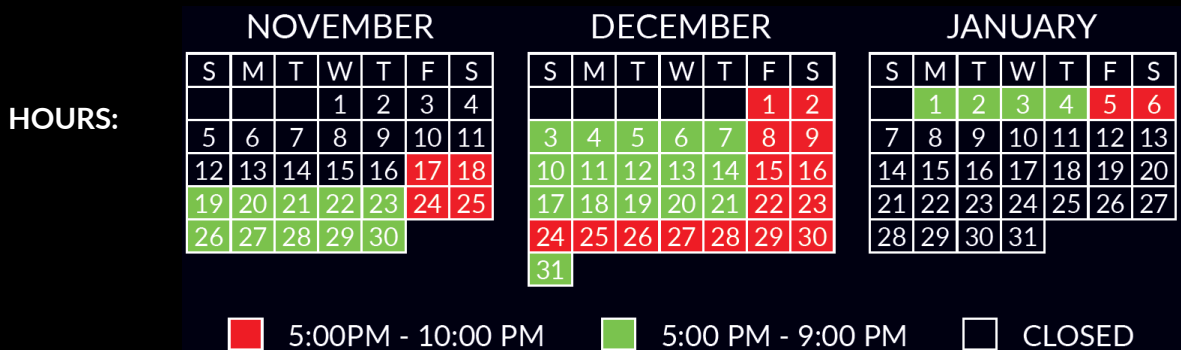 NOVEMBER DECEMBER JANUARY
S M T W T F S S M T W T F S S M T W T F S
1 2 3 4 1 2 1 2 3 4 5 6
HOURS:
5 6 7 8 9 10 11 3 4 5 6 7 8 9 7 8 9 10 11 12 13
12 13 14 15 16 17 18 10 11 12 13 14 15 16 14 15 16 17 18 19 20
19 20 21 22 23 24 25 17 18 19 20 21 22 23 21 22 23 24 25 26 27
26 27 28 29 30 24 25 26 27 28 29 30 28 29 30 31
31
5:00PM - 10:00 PM 5:00 PM - 9:00 PM CLOSED